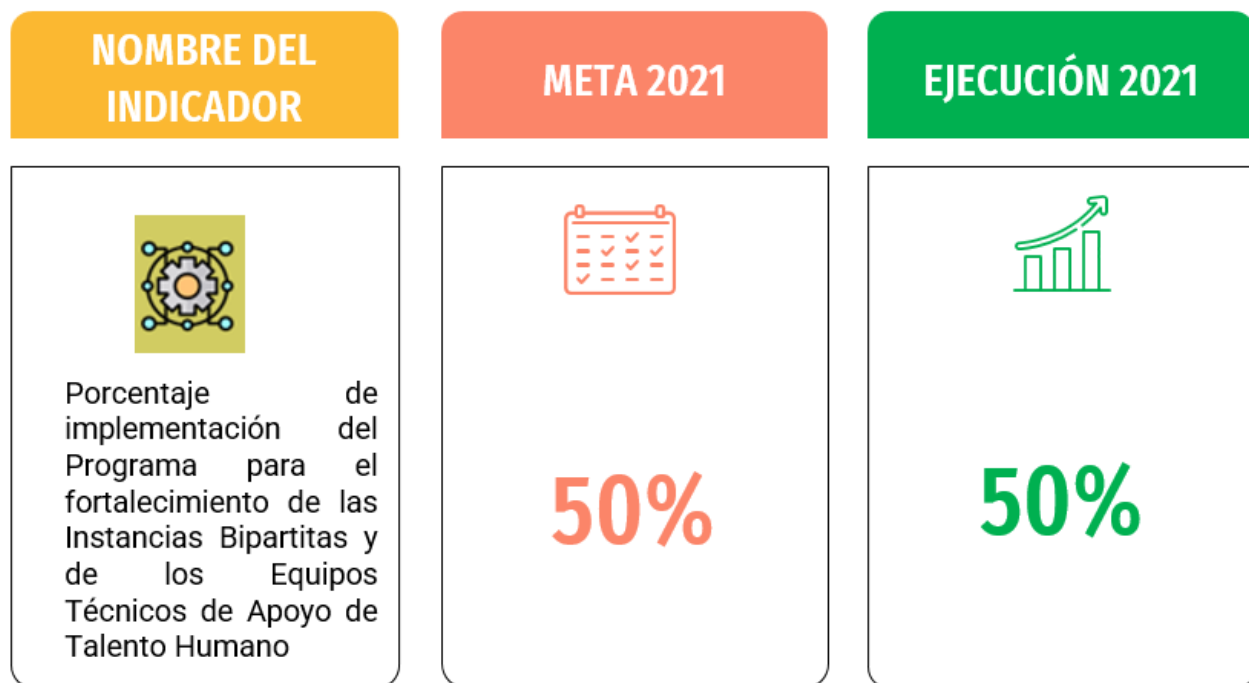 NOMBRE DEL
INDICADOR
META 2021
EJECUCIÓN 2021
Porcentaje de
implementación del
Programa para el
fortalecimiento de las
Instancias Bipartitas y
de los Equipos
Técnicos de Apoyo de
Talento Humano
50%
50%